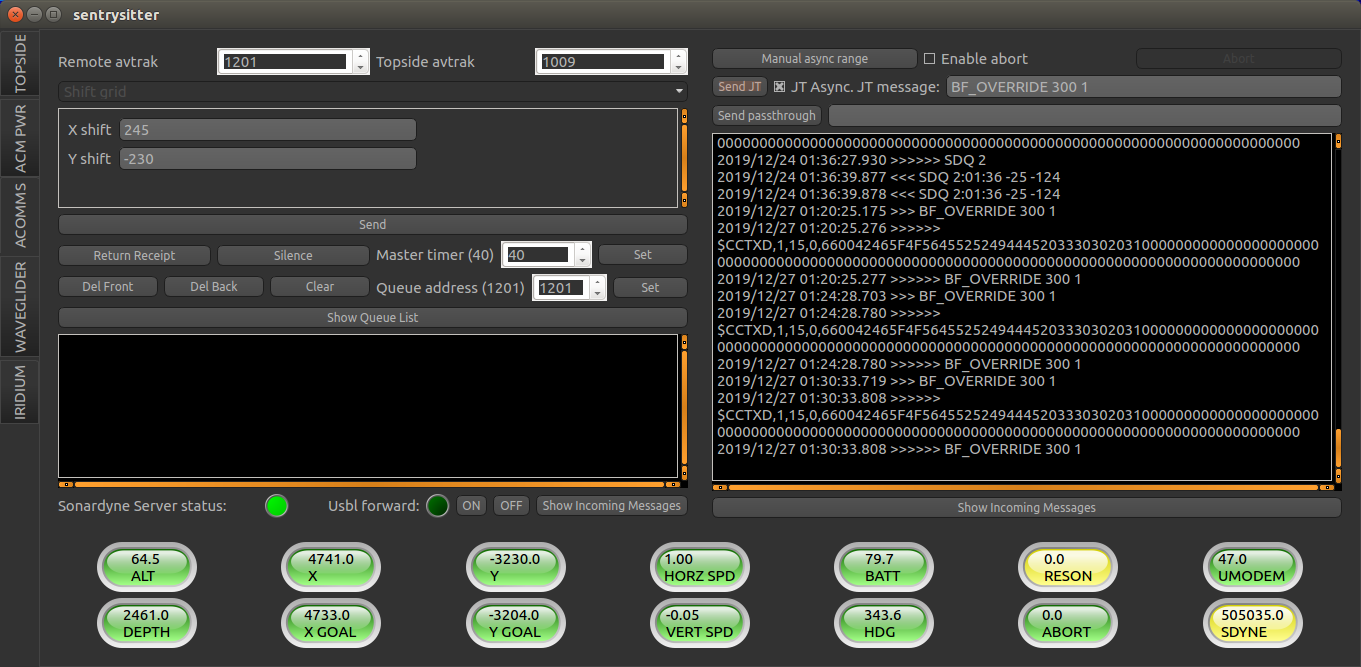 sentrysitter
TOPSIDE
ACM PWR
ACOMMS
WAVEGLIDER
IRIDIUM
Remote avtrak 1201 Topside avtrak 1009
Shift grid
X shift 245
Y shift -230
Send
Return Receipt Silence Master timer (40) 40 Set
Del Front Del Back Clear Queue address (1201) 1201 Set
Show Queue List
Sonardyne Server status: Usbl forward: ON OFF Show Incoming Messages
Manual async range Enable abort Abort
Send JT JT Async. JT message: BF_OVERRIDE 300 1
Send passthrough
0000000000000000000000000000000000000000000000000000000000000000000000
2019/12/24 01:36:27.930 >>>>>> SDQ 2
2019/12/24 01:36:39.877 <<< SDQ 2:01:36 -25 -124
2019/12/24 01:36:39.878 <<< SDQ 2:01:36 -25 -124
2019/12/27 01:20:25.175 >>> BF_OVERRIDE 300 1
2019/12/27 01:20:25.276 >>>>>>
$CCTXD,1,15,0,660042465F4F56455252494445203330302031000000000000000000000
0000000000000000000000000000000000000000000000000000000000000000000000
2019/12/27 01:20:25.277 >>>>>> BF_OVERRIDE 300 1
2019/12/27 01:24:28.703 >>> BF_OVERRIDE 300 1
2019/12/27 01:24:28.780 >>>>>>
$CCTXD,1,15,0,660042465F4F56455252494445203330302031000000000000000000000
0000000000000000000000000000000000000000000000000000000000000000000000
2019/12/27 01:24:28.780 >>>>>> BF_OVERRIDE 300 1
2019/12/27 01:30:33.719 >>> BF_OVERRIDE 300 1
2019/12/27 01:30:33.808 >>>>>>
$CCTXD,1,15,0,660042465F4F56455252494445203330302031000000000000000000000
0000000000000000000000000000000000000000000000000000000000000000000000
2019/12/27 01:30:33.808 >>>>>> BF_OVERRIDE 300 1
Show Incoming Messages
64.5 4741.0 -3230.0 1.00 79.7 0.0 47.0
ALT X Y HORZ SPD BATT RESON UMODEM
2461.0 4733.0 -3204.0 -0.05 343.6 0.0 505035.0
DEPTH X GOAL Y GOAL VERT SPD HDG ABORT SDYNE